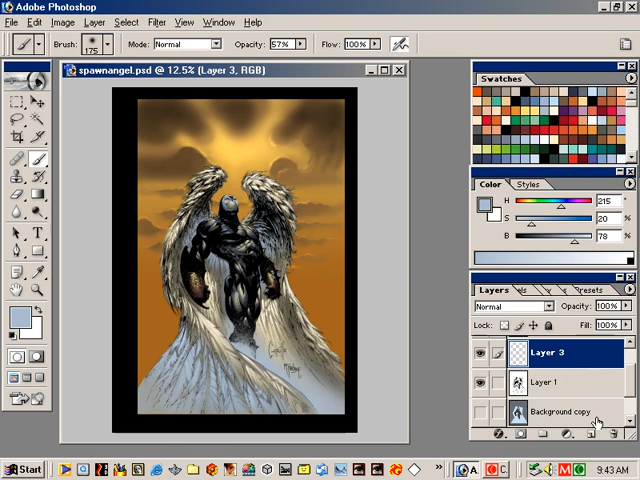 Adobe Photoshop
File Edit Image Layer Select Filter View Window Help
Brush: 175 Mode: Normal Opacity: 57% Flow: 100%
spawnangel.psd @ 12.5% (Layer 3, RGB)
Swatches
Color Styles
H 215 °
S 20 %
B 78 %
Layers els s resets
Normal Opacity: 100%
Lock: Fill: 100%
Layer 3
Layer 1
Background copy
T
Start A. C. 9:43 AM